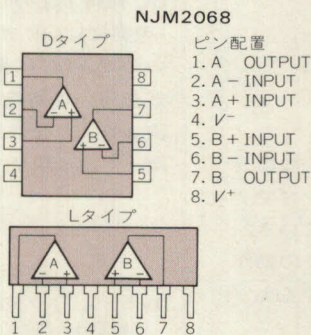 NJM2068
Dタイプ
1
2
3
4
8
7
6
5
A
B
- +
+ -
ピン配置
1. A OUTPUT
2. A − INPUT
3. A + INPUT
4. V⁻
5. B + INPUT
6. B − INPUT
7. B OUTPUT
8. V⁺
Lタイプ
A
B
- +
+ -
1 2 3 4 5 6 7 8